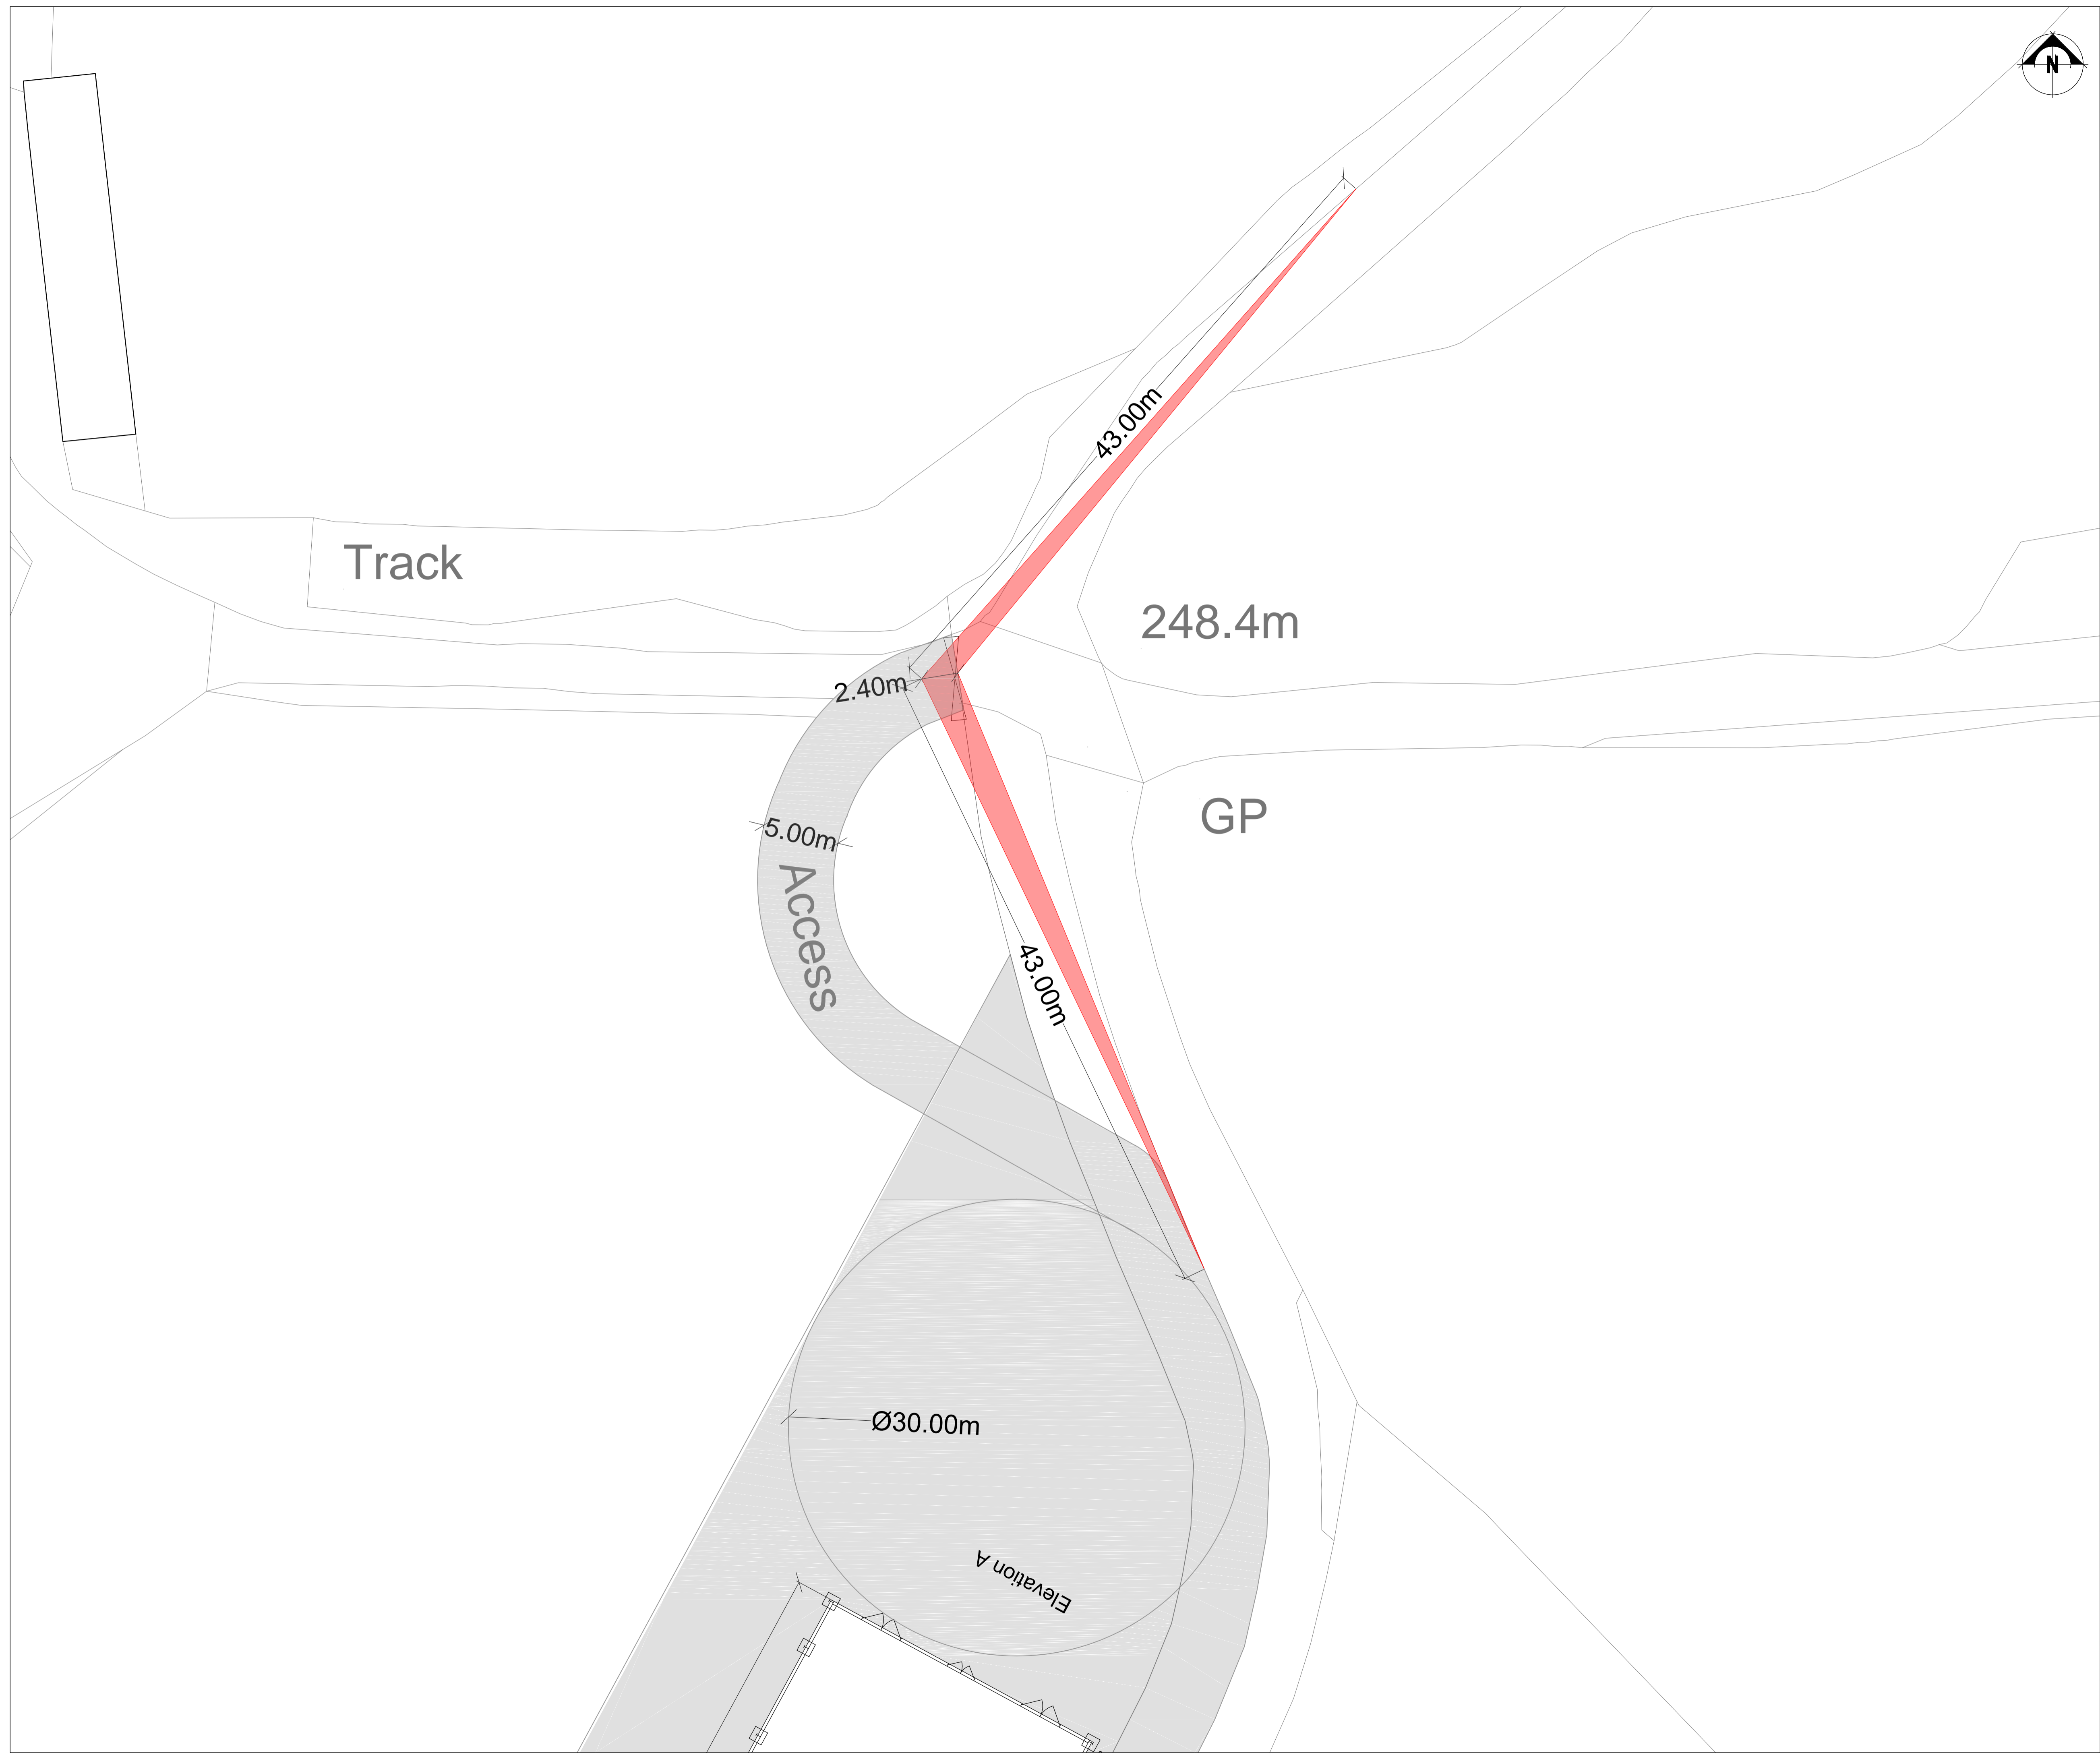 N
43.00m
Track
248.4m
2.40m
GP
5.00m
Access
43.00m
Ø30.00m
Elevation A